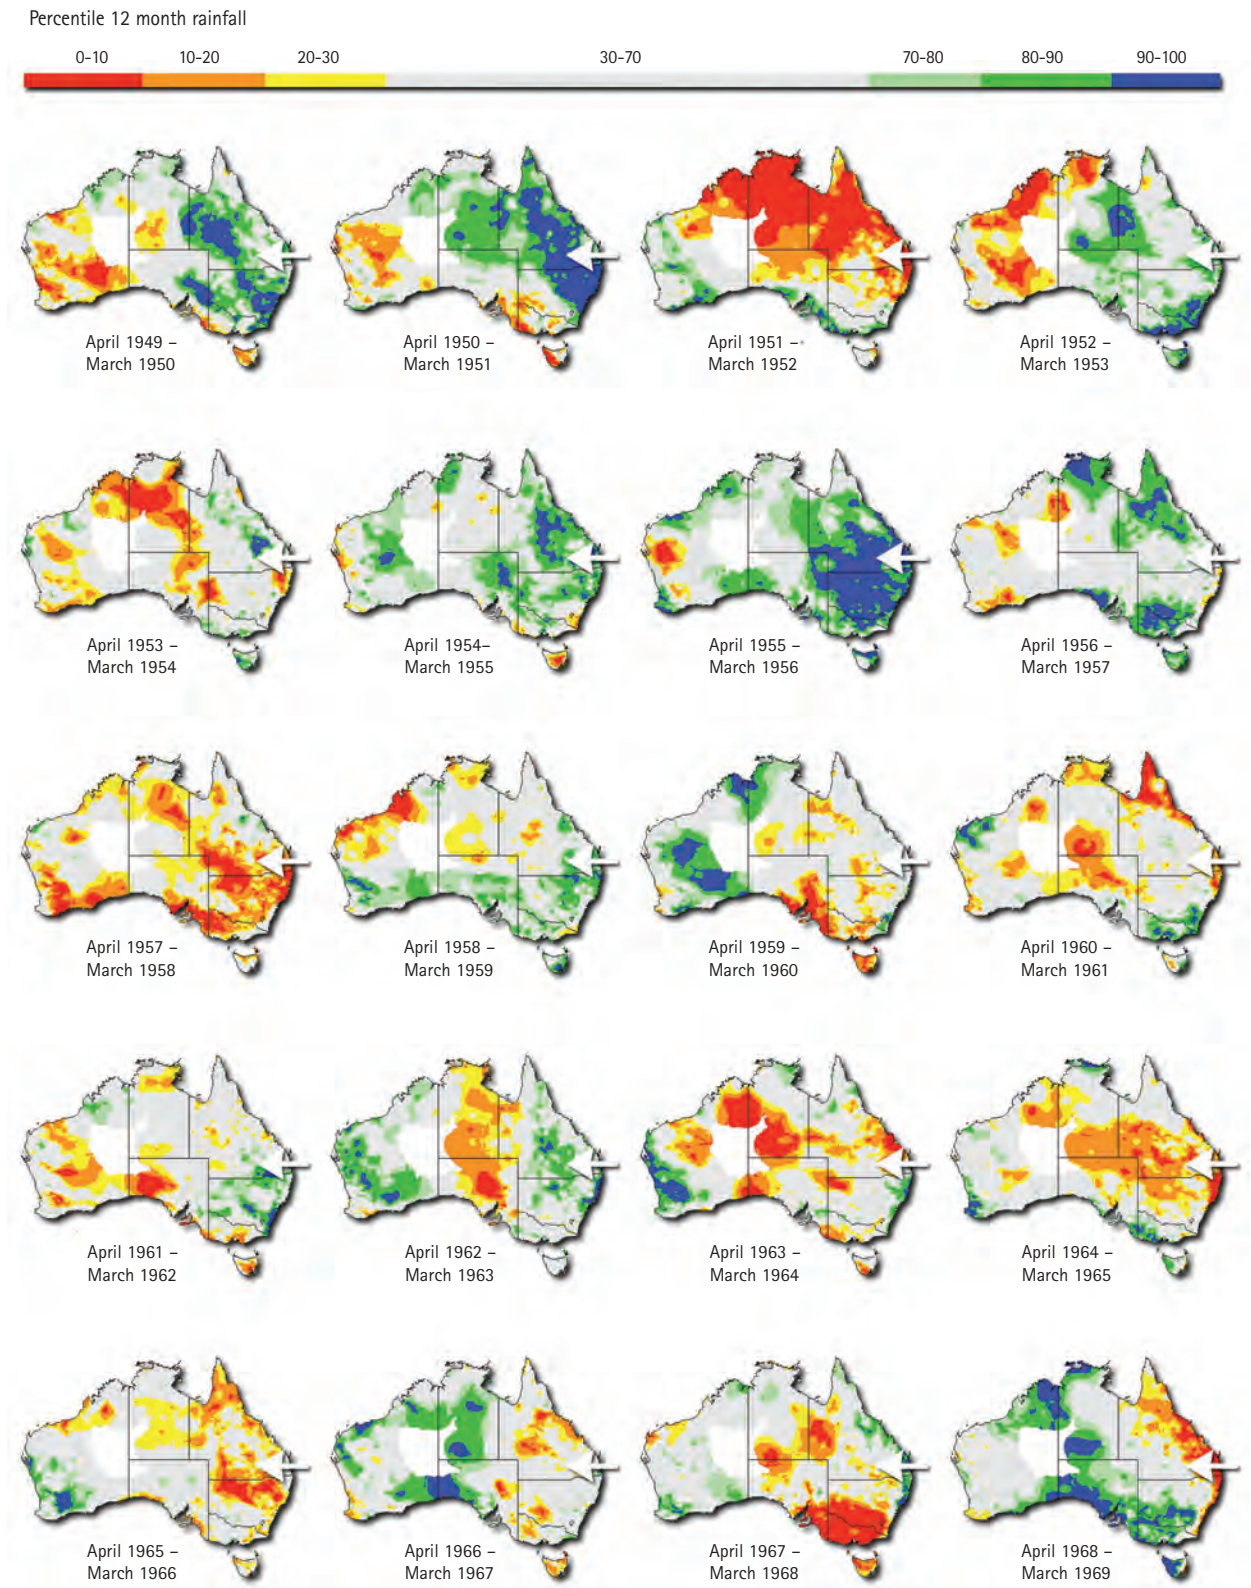 Percentile 12 month rainfall
0-10 10-20 20-30 30-70 70-80 80-90 90-100
April 1949 –
March 1950
April 1950 –
March 1951
April 1951 –
March 1952
April 1952 –
March 1953
April 1953 –
March 1954
April 1954–
March 1955
April 1955 –
March 1956
April 1956 –
March 1957
April 1957 –
March 1958
April 1958 –
March 1959
April 1959 –
March 1960
April 1960 –
March 1961
April 1961 –
March 1962
April 1962 –
March 1963
April 1963 –
March 1964
April 1964 –
March 1965
April 1965 –
March 1966
April 1966 –
March 1967
April 1967 –
March 1968
April 1968 –
March 1969